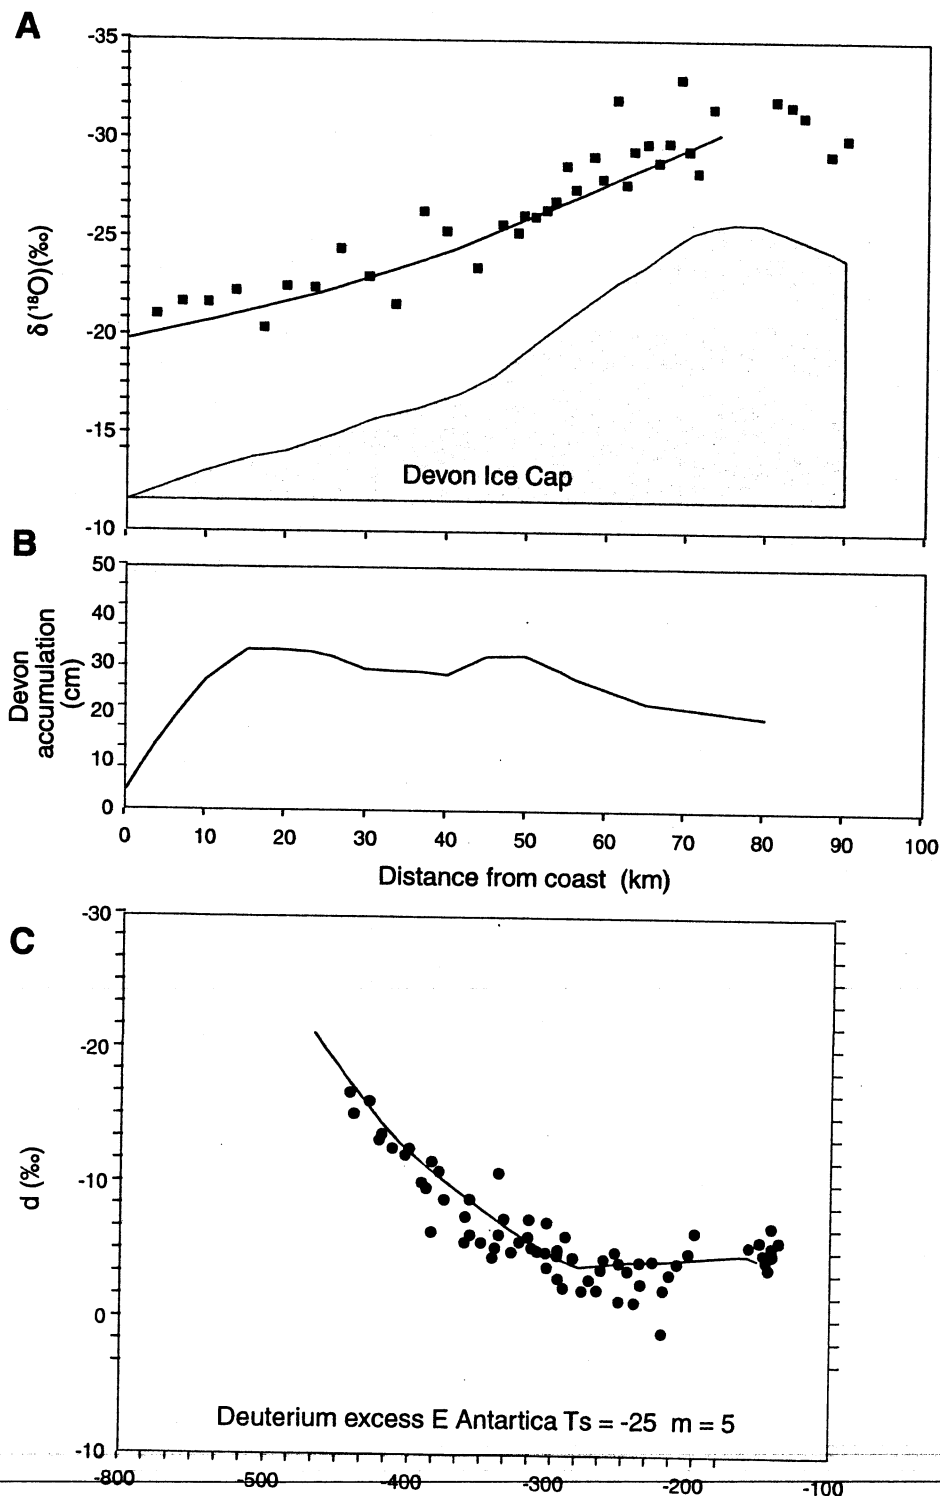 A
-35
-30
-25
-20
-15
-10
δ(¹⁸O)(‰)
Devon Ice Cap
B
50
40
30
20
10
0
Devon
accumulation
(cm)
0 10 20 30 40 50 60 70 80 90 100
Distance from coast (km)
C
-30
-20
-10
0
-10
d (‰)
Deuterium excess E Antartica Ts = -25 m = 5
-800 -500 -400 -300 -200 -100